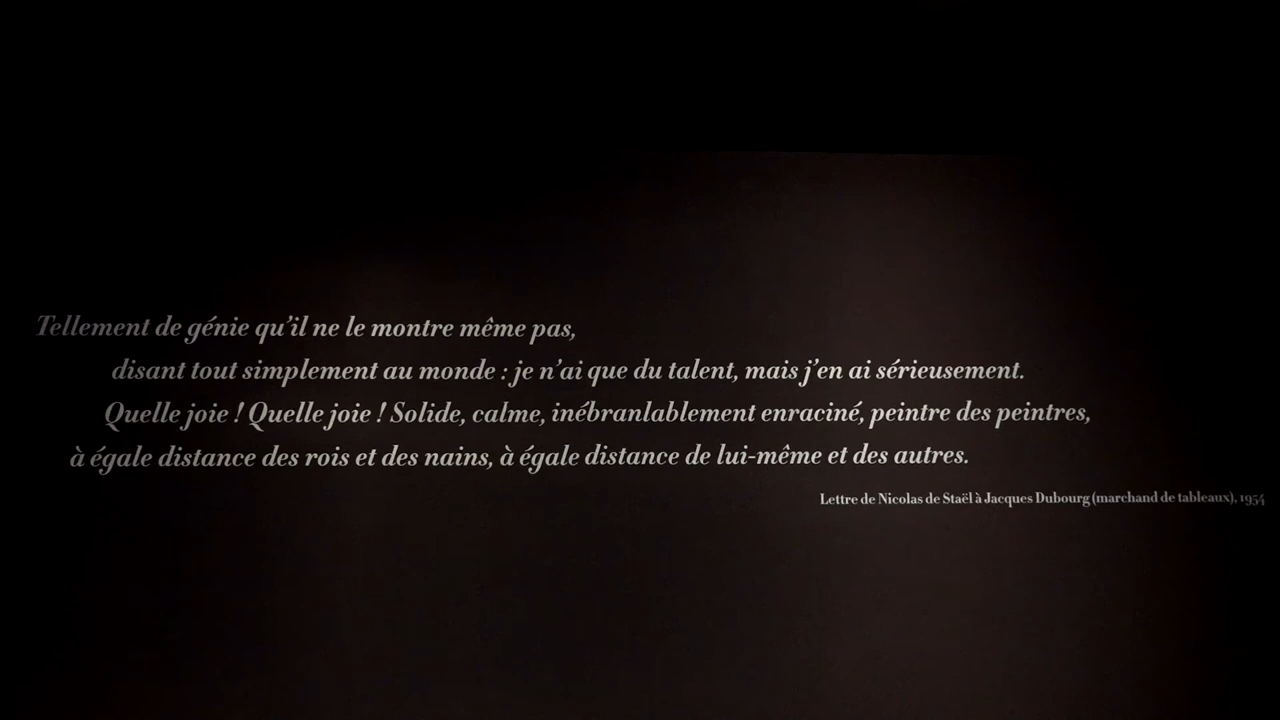 Tellement de génie qu’il ne le montre même pas,
disant tout simplement au monde : je n’ai que du talent, mais j’en ai sérieusement.
Quelle joie ! Quelle joie ! Solide, calme, inébranlablement enraciné, peintre des peintres,
à égale distance des rois et des nains, à égale distance de lui-même et des autres.
Lettre de Nicolas de Staël à Jacques Dubourg (marchand de tableaux), 1954